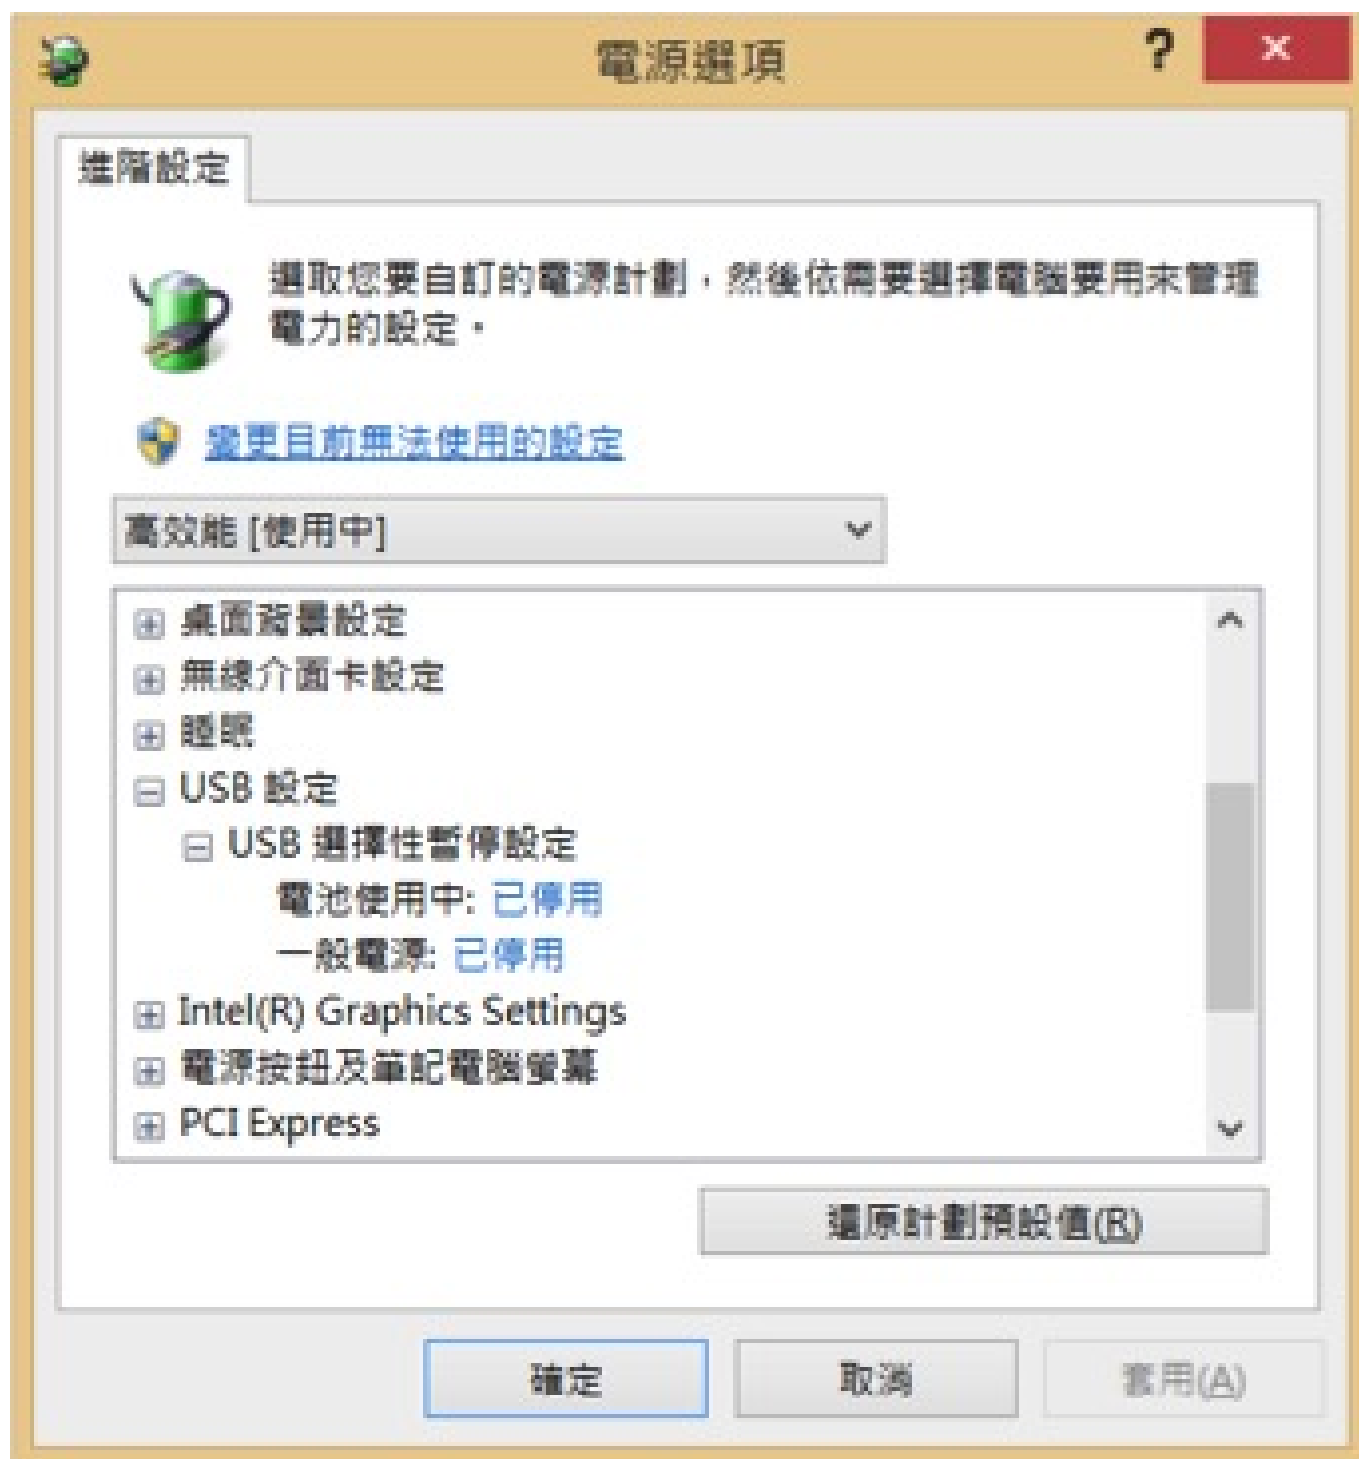 電源選項
?
進階設定
選取您要自訂的電源計劃，然後依需要選擇電腦要用來管理
電力的設定。
變更目前無法使用的設定
高效能 [使用中]
桌面背景設定
無線介面卡設定
睡眠
USB 設定
USB 選擇性暫停設定
電池使用中: 已停用
一般電源: 已停用
Intel(R) Graphics Settings
電源按鈕及筆記電腦螢幕
PCI Express
還原計劃預設值(R)
確定
取消
套用(A)